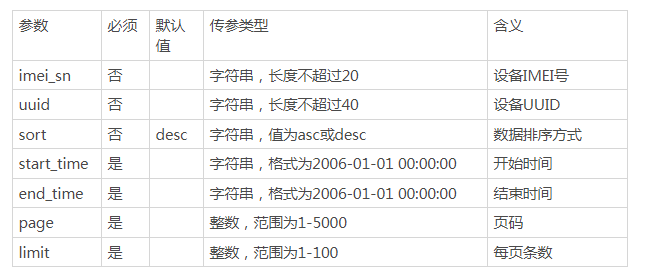 参数 必须 默认值 传参类型 含义
imei_sn 否 字符串，长度不超过20 设备IMEI号
uuid 否 字符串，长度不超过40 设备UUID
sort 否 desc 字符串，值为asc或desc 数据排序方式
start_time 是 字符串，格式为2006-01-01 00:00:00 开始时间
end_time 是 字符串，格式为2006-01-01 00:00:00 结束时间
page 是 整数，范围为1-5000 页码
limit 是 整数，范围为1-100 每页条数